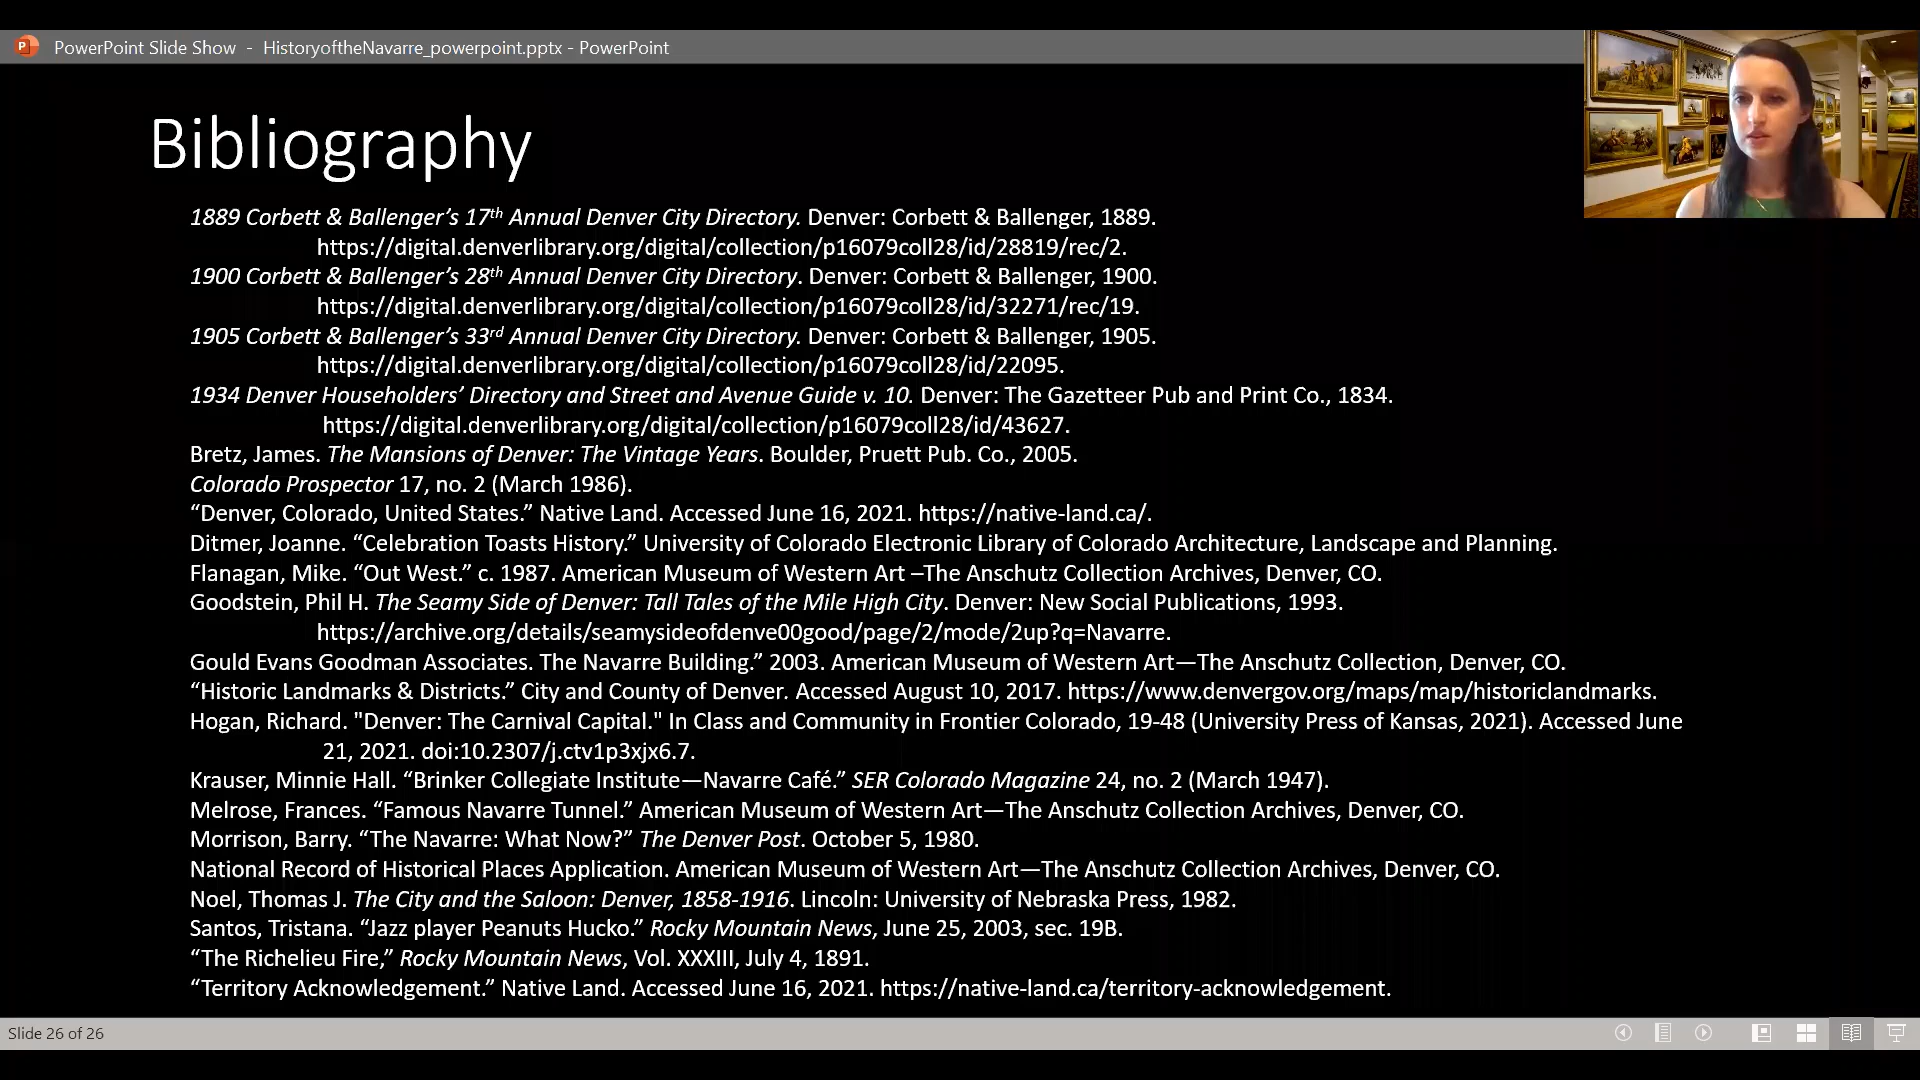 PowerPoint Slide Show - HistoryoftheNavarre_powerpoint.pptx - PowerPoint
Bibliography
1889 Corbett & Ballenger’s 17th Annual Denver City Directory. Denver: Corbett & Ballenger, 1889.
https://digital.denverlibrary.org/digital/collection/p16079coll28/id/28819/rec/2.
1900 Corbett & Ballenger’s 28th Annual Denver City Directory. Denver: Corbett & Ballenger, 1900.
https://digital.denverlibrary.org/digital/collection/p16079coll28/id/32271/rec/19.
1905 Corbett & Ballenger’s 33rd Annual Denver City Directory. Denver: Corbett & Ballenger, 1905.
https://digital.denverlibrary.org/digital/collection/p16079coll28/id/22095.
1934 Denver Householders’ Directory and Street and Avenue Guide v. 10. Denver: The Gazetteer Pub and Print Co., 1834.
https://digital.denverlibrary.org/digital/collection/p16079coll28/id/43627.
Bretz, James. The Mansions of Denver: The Vintage Years. Boulder, Pruett Pub. Co., 2005.
Colorado Prospector 17, no. 2 (March 1986).
“Denver, Colorado, United States.” Native Land. Accessed June 16, 2021. https://native-land.ca/.
Ditmer, Joanne. “Celebration Toasts History.” University of Colorado Electronic Library of Colorado Architecture, Landscape and Planning.
Flanagan, Mike. “Out West.” c. 1987. American Museum of Western Art –The Anschutz Collection Archives, Denver, CO.
Goodstein, Phil H. The Seamy Side of Denver: Tall Tales of the Mile High City. Denver: New Social Publications, 1993.
https://archive.org/details/seamysideofdenve00good/page/2/mode/2up?q=Navarre.
Gould Evans Goodman Associates. The Navarre Building.” 2003. American Museum of Western Art—The Anschutz Collection, Denver, CO.
“Historic Landmarks & Districts.” City and County of Denver. Accessed August 10, 2017. https://www.denvergov.org/maps/map/historiclandmarks.
Hogan, Richard. "Denver: The Carnival Capital." In Class and Community in Frontier Colorado, 19-48 (University Press of Kansas, 2021). Accessed June
21, 2021. doi:10.2307/j.ctv1p3xjx6.7.
Krauser, Minnie Hall. “Brinker Collegiate Institute—Navarre Café.” SER Colorado Magazine 24, no. 2 (March 1947).
Melrose, Frances. “Famous Navarre Tunnel.” American Museum of Western Art—The Anschutz Collection Archives, Denver, CO.
Morrison, Barry. “The Navarre: What Now?” The Denver Post. October 5, 1980.
National Record of Historical Places Application. American Museum of Western Art—The Anschutz Collection Archives, Denver, CO.
Noel, Thomas J. The City and the Saloon: Denver, 1858-1916. Lincoln: University of Nebraska Press, 1982.
Santos, Tristana. “Jazz player Peanuts Hucko.” Rocky Mountain News, June 25, 2003, sec. 19B.
“The Richelieu Fire,” Rocky Mountain News, Vol. XXXIII, July 4, 1891.
“Territory Acknowledgement.” Native Land. Accessed June 16, 2021. https://native-land.ca/territory-acknowledgement.
Slide 26 of 26